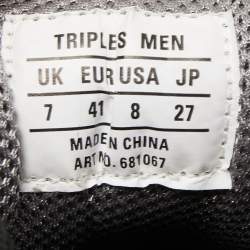 TRIPLES MEN
UK EUR USA JP
7 41 8 27
MADE IN CHINA
ART NO. 681067